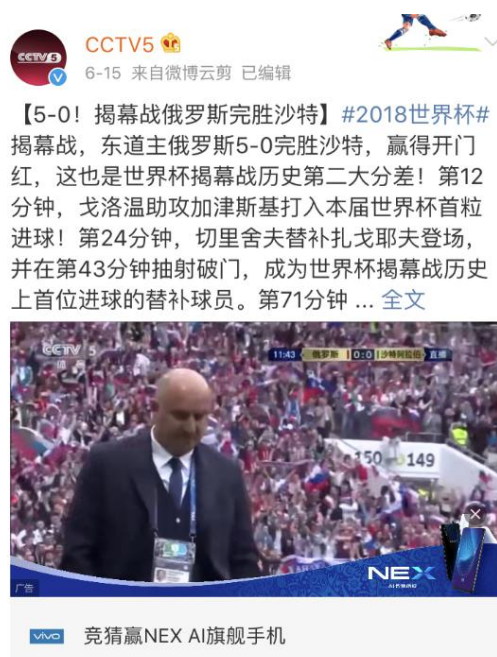 CCTV5
CCTV5
6-15 来自微博云剪 已编辑
【5-0！揭幕战俄罗斯完胜沙特】#2018世界杯#
揭幕战，东道主俄罗斯5-0完胜沙特，赢得开门
红，这也是世界杯揭幕战历史第二大分差！第12
分钟，戈洛温助攻加津斯基打入本届世界杯首粒
进球！第24分钟，切里舍夫替补扎戈耶夫登场，
并在第43分钟抽射破门，成为世界杯揭幕战历史
上首位进球的替补球员。第71分钟 ... 全文
CCTV 5
体育
11:43 俄罗斯 0:0 沙特阿拉伯 直播
150 149
NEX
广告
vivo 竞猜赢NEX AI旗舰手机